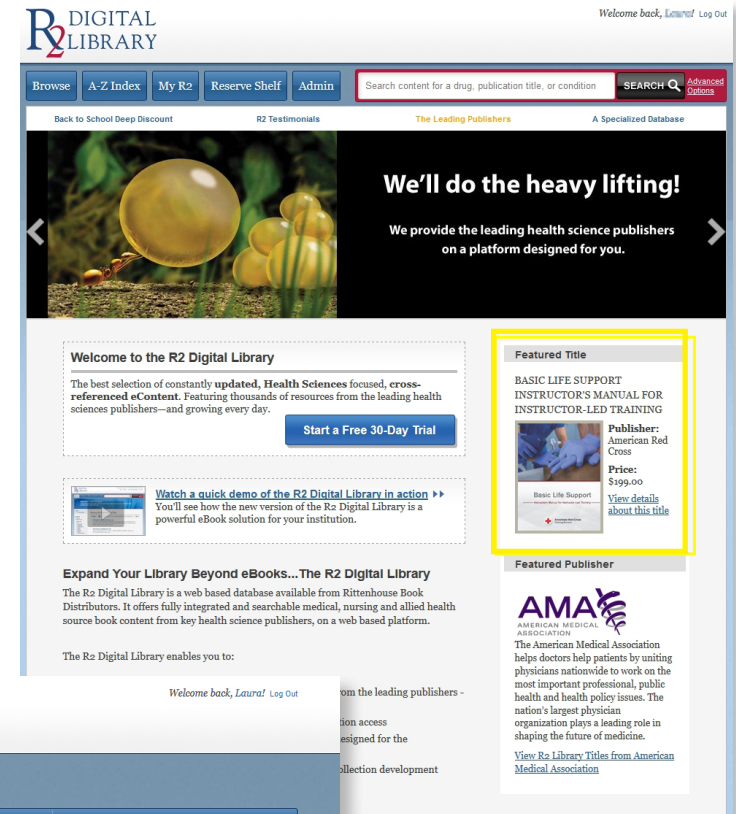 R2 DIGITAL
LIBRARY
Welcome back, Laura! Log Out
Browse
A-Z Index
My R2
Reserve Shelf
Admin
Search content for a drug, publication title, or condition
SEARCH
Advanced
Options
Back to School Deep Discount
R2 Testimonials
The Leading Publishers
A Specialized Database
We'll do the heavy lifting!
We provide the leading health science publishers
on a platform designed for you.
Welcome to the R2 Digital Library
The best selection of constantly updated, Health Sciences focused, cross-
referenced eContent. Featuring thousands of resources from the leading health
sciences publishers—and growing every day.
Start a Free 30-Day Trial
Watch a quick demo of the R2 Digital Library in action
You'll see how the new version of the R2 Digital Library is a
powerful eBook solution for your institution.
Expand Your Library Beyond eBooks...The R2 Digital Library
The R2 Digital Library is a web based database available from Rittenhouse Book
Distributors. It offers fully integrated and searchable medical, nursing and allied health
source book content from key health science publishers, on a web based platform.
The R2 Digital Library enables you to:
om the leading publishers -
ion access
esigned for the
ollection development
Welcome back, Laura! Log Out
Featured Title
BASIC LIFE SUPPORT
INSTRUCTOR'S MANUAL FOR
INSTRUCTOR-LED TRAINING
Basic Life Support
American Red Cross
Publisher:
American Red
Cross
Price:
$199.00
View details
about this title
Featured Publisher
AMA
AMERICAN MEDICAL
ASSOCIATION
The American Medical Association
helps doctors help patients by uniting
physicians nationwide to work on the
most important professional, public
health and health policy issues. The
nation's largest physician
organization plays a leading role in
shaping the future of medicine.
View R2 Library Titles from American
Medical Association